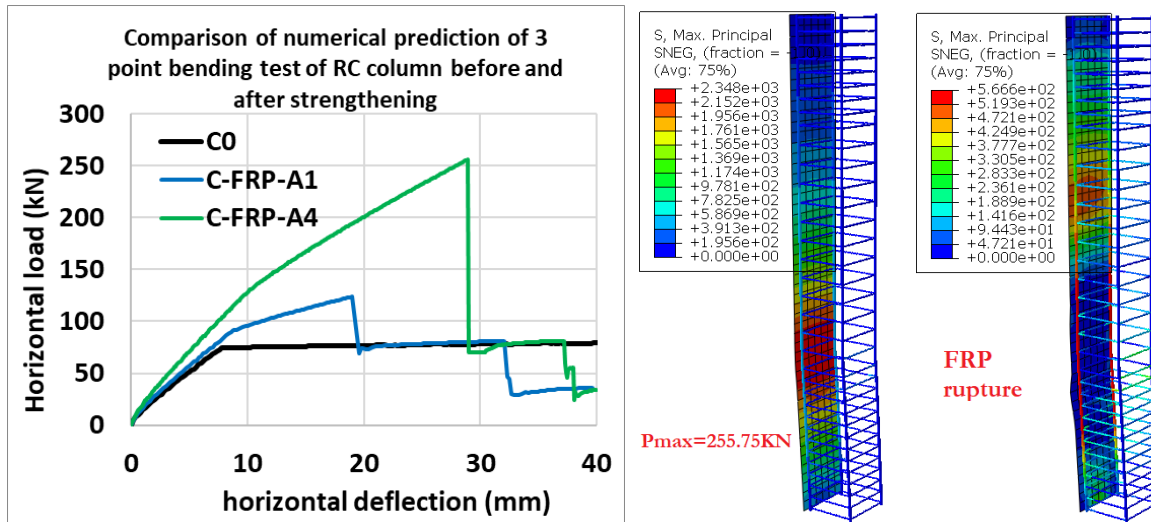 Comparison of numerical prediction of 3
point bending test of RC column before and
after strengthening
300
250
200
150
100
50
0
Horizontal load (kN)
C0
C-FRP-A1
C-FRP-A4
0 10 20 30 40
horizontal deflection (mm)
S, Max. Principal
SNEG, (fraction =
(Avg: 75%)
+2.348e+03
+2.152e+03
+1.956e+03
+1.761e+03
+1.565e+03
+1.369e+03
+1.174e+03
+9.781e+02
+7.825e+02
+5.869e+02
+3.913e+02
+1.956e+02
+0.000e+00
Pmax=255.75KN
S, Max. Principal
SNEG, (fraction =
(Avg: 75%)
+5.666e+02
+5.193e+02
+4.721e+02
+4.249e+02
+3.777e+02
+3.305e+02
+2.833e+02
+2.361e+02
+1.889e+02
+1.416e+02
+9.443e+01
+4.721e+01
+0.000e+00
FRP
rupture